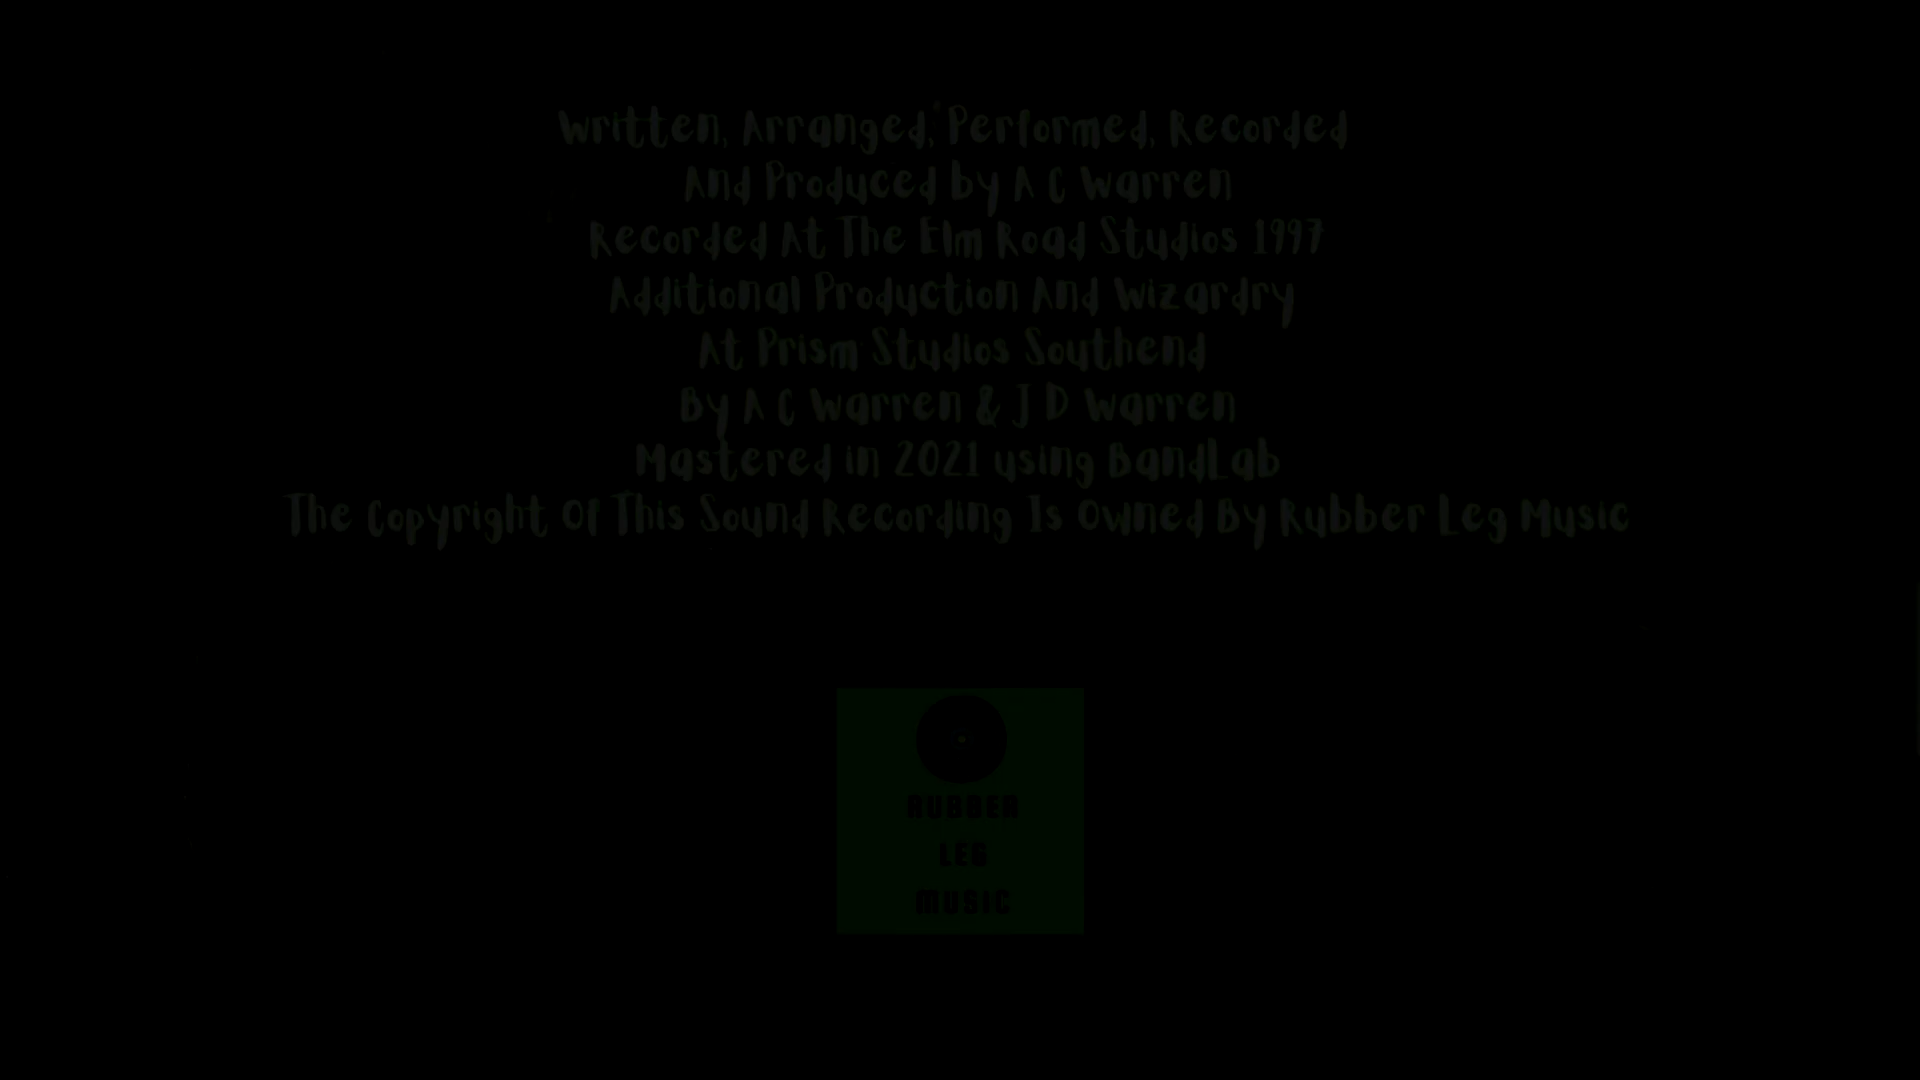 Written, Arranged, Performed, Recorded
And Produced by A C Warren
Recorded At The Elm Road Studios 1997
Additional Production And Wizardry
At Prism Studios Southend
By A C Warren & J D Warren
Mastered in 2021 using BandLab
The Copyright Of This Sound Recording Is Owned By Rubber Leg Music
RUBBER
LEG
MUSIC